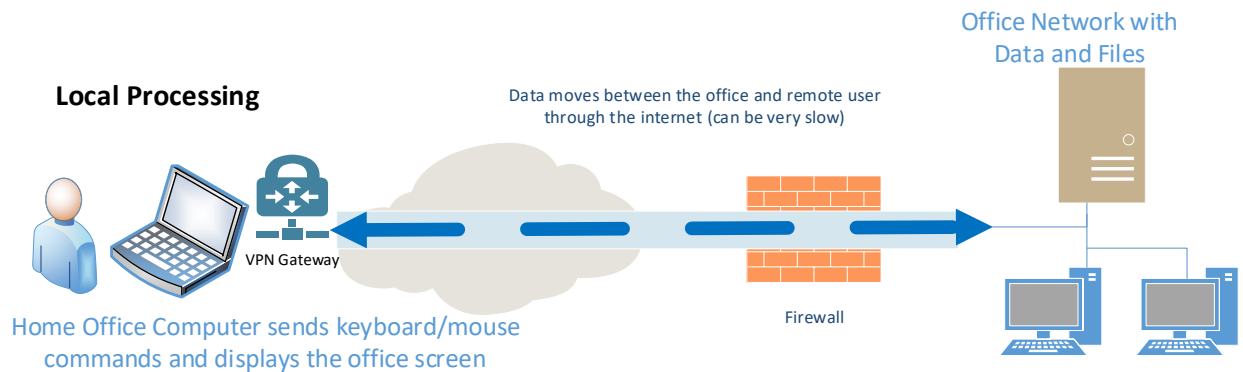 Office Network with
Data and Files
Local Processing
Data moves between the office and remote user
through the internet (can be very slow)
VPN Gateway
Firewall
Home Office Computer sends keyboard/mouse
commands and displays the office screen